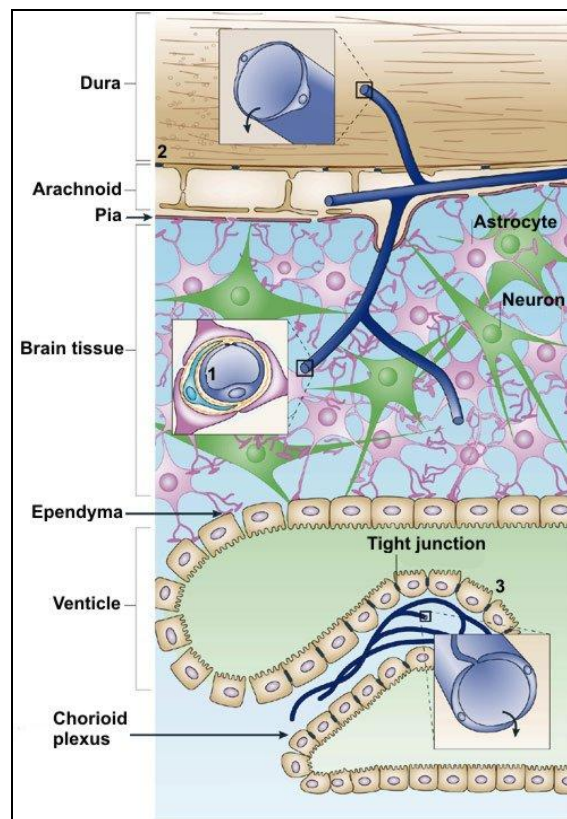 Dura
2
Arachnoid
Pia
Astrocyte
Neuron
Brain tissue
1
Ependyma
Tight junction
Venticle
3
Chorioid
plexus